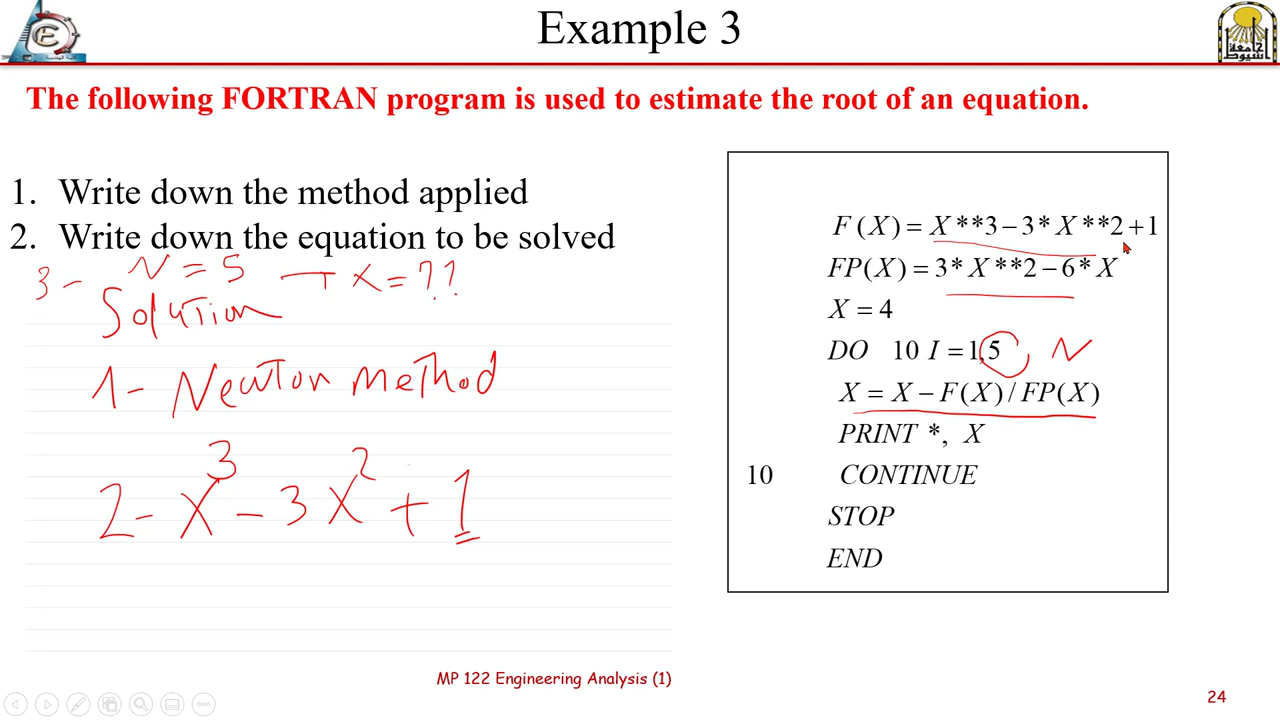 Example 3
جامعة أسيوط
The following FORTRAN program is used to estimate the root of an equation.
1. Write down the method applied
2. Write down the equation to be solved
3- N = 5 → X = ??
Solution
1- Newton method
2- X³ - 3X² + 1
F(X) = X**3-3*X**2+1
FP(X) = 3*X**2-6*X
X = 4
DO 10 I = 1,5 N
X = X - F(X)/FP(X)
PRINT *, X
10 CONTINUE
STOP
END
MP 122 Engineering Analysis (1)
24